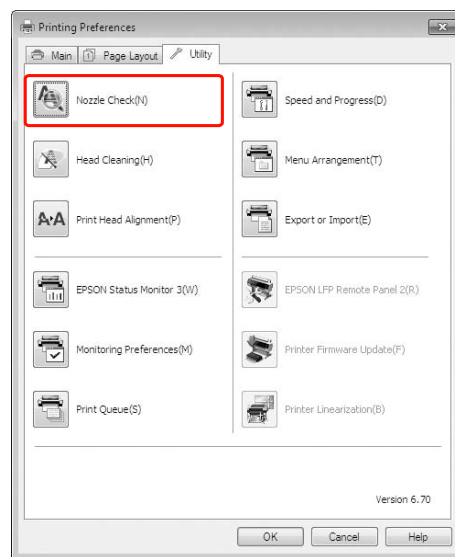 Printing Preferences
Main
Page Layout
Utility
Nozzle Check(N)
Speed and Progress(D)
Head Cleaning(H)
Menu Arrangement(T)
Print Head Alignment(P)
Export or Import(E)
EPSON Status Monitor 3(W)
EPSON LFP Remote Panel 2(R)
Monitoring Preferences(M)
Printer Firmware Update(F)
Print Queue(S)
Printer Linearization(B)
Version 6.70
OK
Cancel
Help